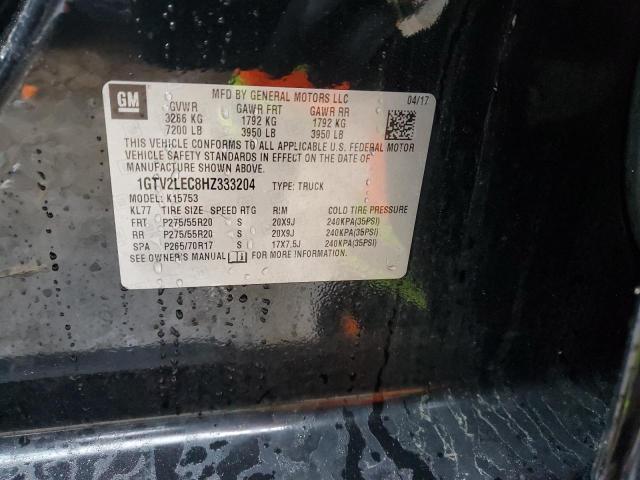 GM
MFD BY GENERAL MOTORS LLC 04/17
GVWR GAWR FRT GAWR RR
3266 KG 1792 KG 1792 KG
7200 LB 3950 LB 3950 LB
THIS VEHICLE CONFORMS TO ALL APPLICABLE U.S. FEDERAL MOTOR
VEHICLE SAFETY STANDARDS IN EFFECT ON THE DATE OF
MANUFACTURE SHOWN ABOVE.
1GTV2LEC8HZ333204 TYPE: TRUCK
MODEL: K15753
KL77 TIRE SIZE SPEED RTG RIM COLD TIRE PRESSURE
FRT P275/55R20 S 20X9J 240KPA(35PSI)
RR P275/55R20 S 20X9J 240KPA(35PSI)
SPA P265/70R17 S 17X7.5J 240KPA(35PSI)
SEE OWNER'S MANUAL FOR MORE INFORMATION.